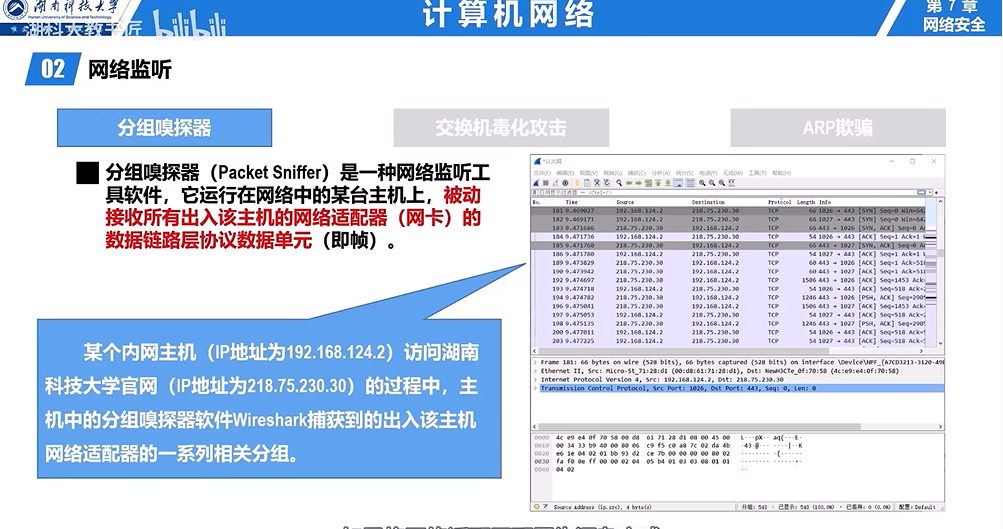 湖南科技大学
Hunan University of Science and Technology
bilibili
计算机网络
第 7 章
网络安全
02 网络监听
分组嗅探器
交换机毒化攻击
ARP欺骗
分组嗅探器（Packet Sniffer）是一种网络监听工
具软件，它运行在网络中的某台主机上，被动
接收所有出入该主机的网络适配器（网卡）的
数据链路层协议数据单元（即帧）。
某个内网主机（IP地址为192.168.124.2）访问湖南
科技大学官网（IP地址为218.75.230.30）的过程中，主
机中的分组嗅探器软件Wireshark捕获到的出入该主机
网络适配器的一系列相关分组。
No. Time Source Destination Protocol Length Info
181 9.469027 192.168.124.2 218.75.230.30 TCP 66 1026 → 443 [SYN] Seq=0 Win=64
182 9.469171 192.168.124.2 218.75.230.30 TCP 66 1027 → 443 [SYN] Seq=0 Win=64
183 9.471686 218.75.230.30 192.168.124.2 TCP 66 443 → 1026 [SYN, ACK] Seq=0 A
184 9.471734 192.168.124.2 218.75.230.30 TCP 54 1026 → 443 [ACK] Seq=1 Ack=1
185 9.471760 218.75.230.30 192.168.124.2 TCP 66 443 → 1027 [SYN, ACK] Seq=0 A
186 9.471780 192.168.124.2 218.75.230.30 TCP 54 1027 → 443 [ACK] Seq=1 Ack=1
189 9.473829 218.75.230.30 192.168.124.2 TCP 60 443 → 1026 [ACK] Seq=1 Ack=51
190 9.473942 218.75.230.30 192.168.124.2 TCP 60 443 → 1027 [ACK] Seq=1 Ack=51
192 9.474697 218.75.230.30 192.168.124.2 TCP 1506 443 → 1026 [ACK] Seq=1453 Ac
193 9.474718 192.168.124.2 218.75.230.30 TCP 54 1026 → 443 [ACK] Seq=518 Ack=
194 9.474782 218.75.230.30 192.168.124.2 TCP 1246 443 → 1026 [PSH, ACK] Seq=290
196 9.475041 218.75.230.30 192.168.124.2 TCP 1506 443 → 1027 [ACK] Seq=1453 Ac
197 9.475053 192.168.124.2 218.75.230.30 TCP 54 1027 → 443 [ACK] Seq=518 Ack=
198 9.475135 218.75.230.30 192.168.124.2 TCP 1246 443 → 1027 [PSH, ACK] Seq=290
200 9.477011 192.168.124.2 218.75.230.30 TCP 54 1026 → 443 [ACK] Seq=518 Ack=
203 9.477225 192.168.124.2 218.75.230.30 TCP 54 1027 → 443 [ACK] Seq=518 Ack=
Frame 181: 66 bytes on wire (528 bits), 66 bytes captured (528 bits) on interface \Device\NPF_{A7CD3213-3120-49
Ethernet II, Src: Micro-St_71:28:d1 (00:d8:61:71:28:d1), Dst: NewH3CTe_0f:70:58 (4c:e9:e4:0f:70:58)
Internet Protocol Version 4, Src: 192.168.124.2, Dst: 218.75.230.30
Transmission Control Protocol, Src Port: 1026, Dst Port: 443, Seq: 0, Len: 0
0000 4c e9 e4 0f 70 58 00 d8 61 71 28 d1 08 00 45 00
0010 00 34 33 b9 40 00 80 06 c9 f5 c0 a8 7c 02 da 4b
0020 e6 1e 04 02 01 bb 93 d2 ce 7b 00 00 00 00 80 02
0030 fa f0 0e ff 00 00 02 04 05 b4 01 03 03 08 01 01
0040 04 02
Source Address (ip.src), 4 byte(s)
分组: 543 · 已显示: 543 (100.0%) · 已丢弃: 0 (0.0%)
配置: Default